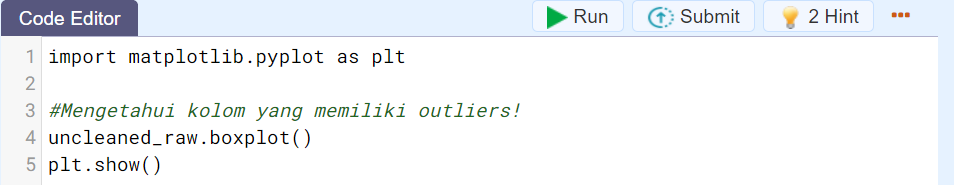 Code Editor
Run
Submit
2 Hint
1 import matplotlib.pyplot as plt
2
3 #Mengetahui kolom yang memiliki outliers!
4 uncleaned_raw.boxplot()
5 plt.show()